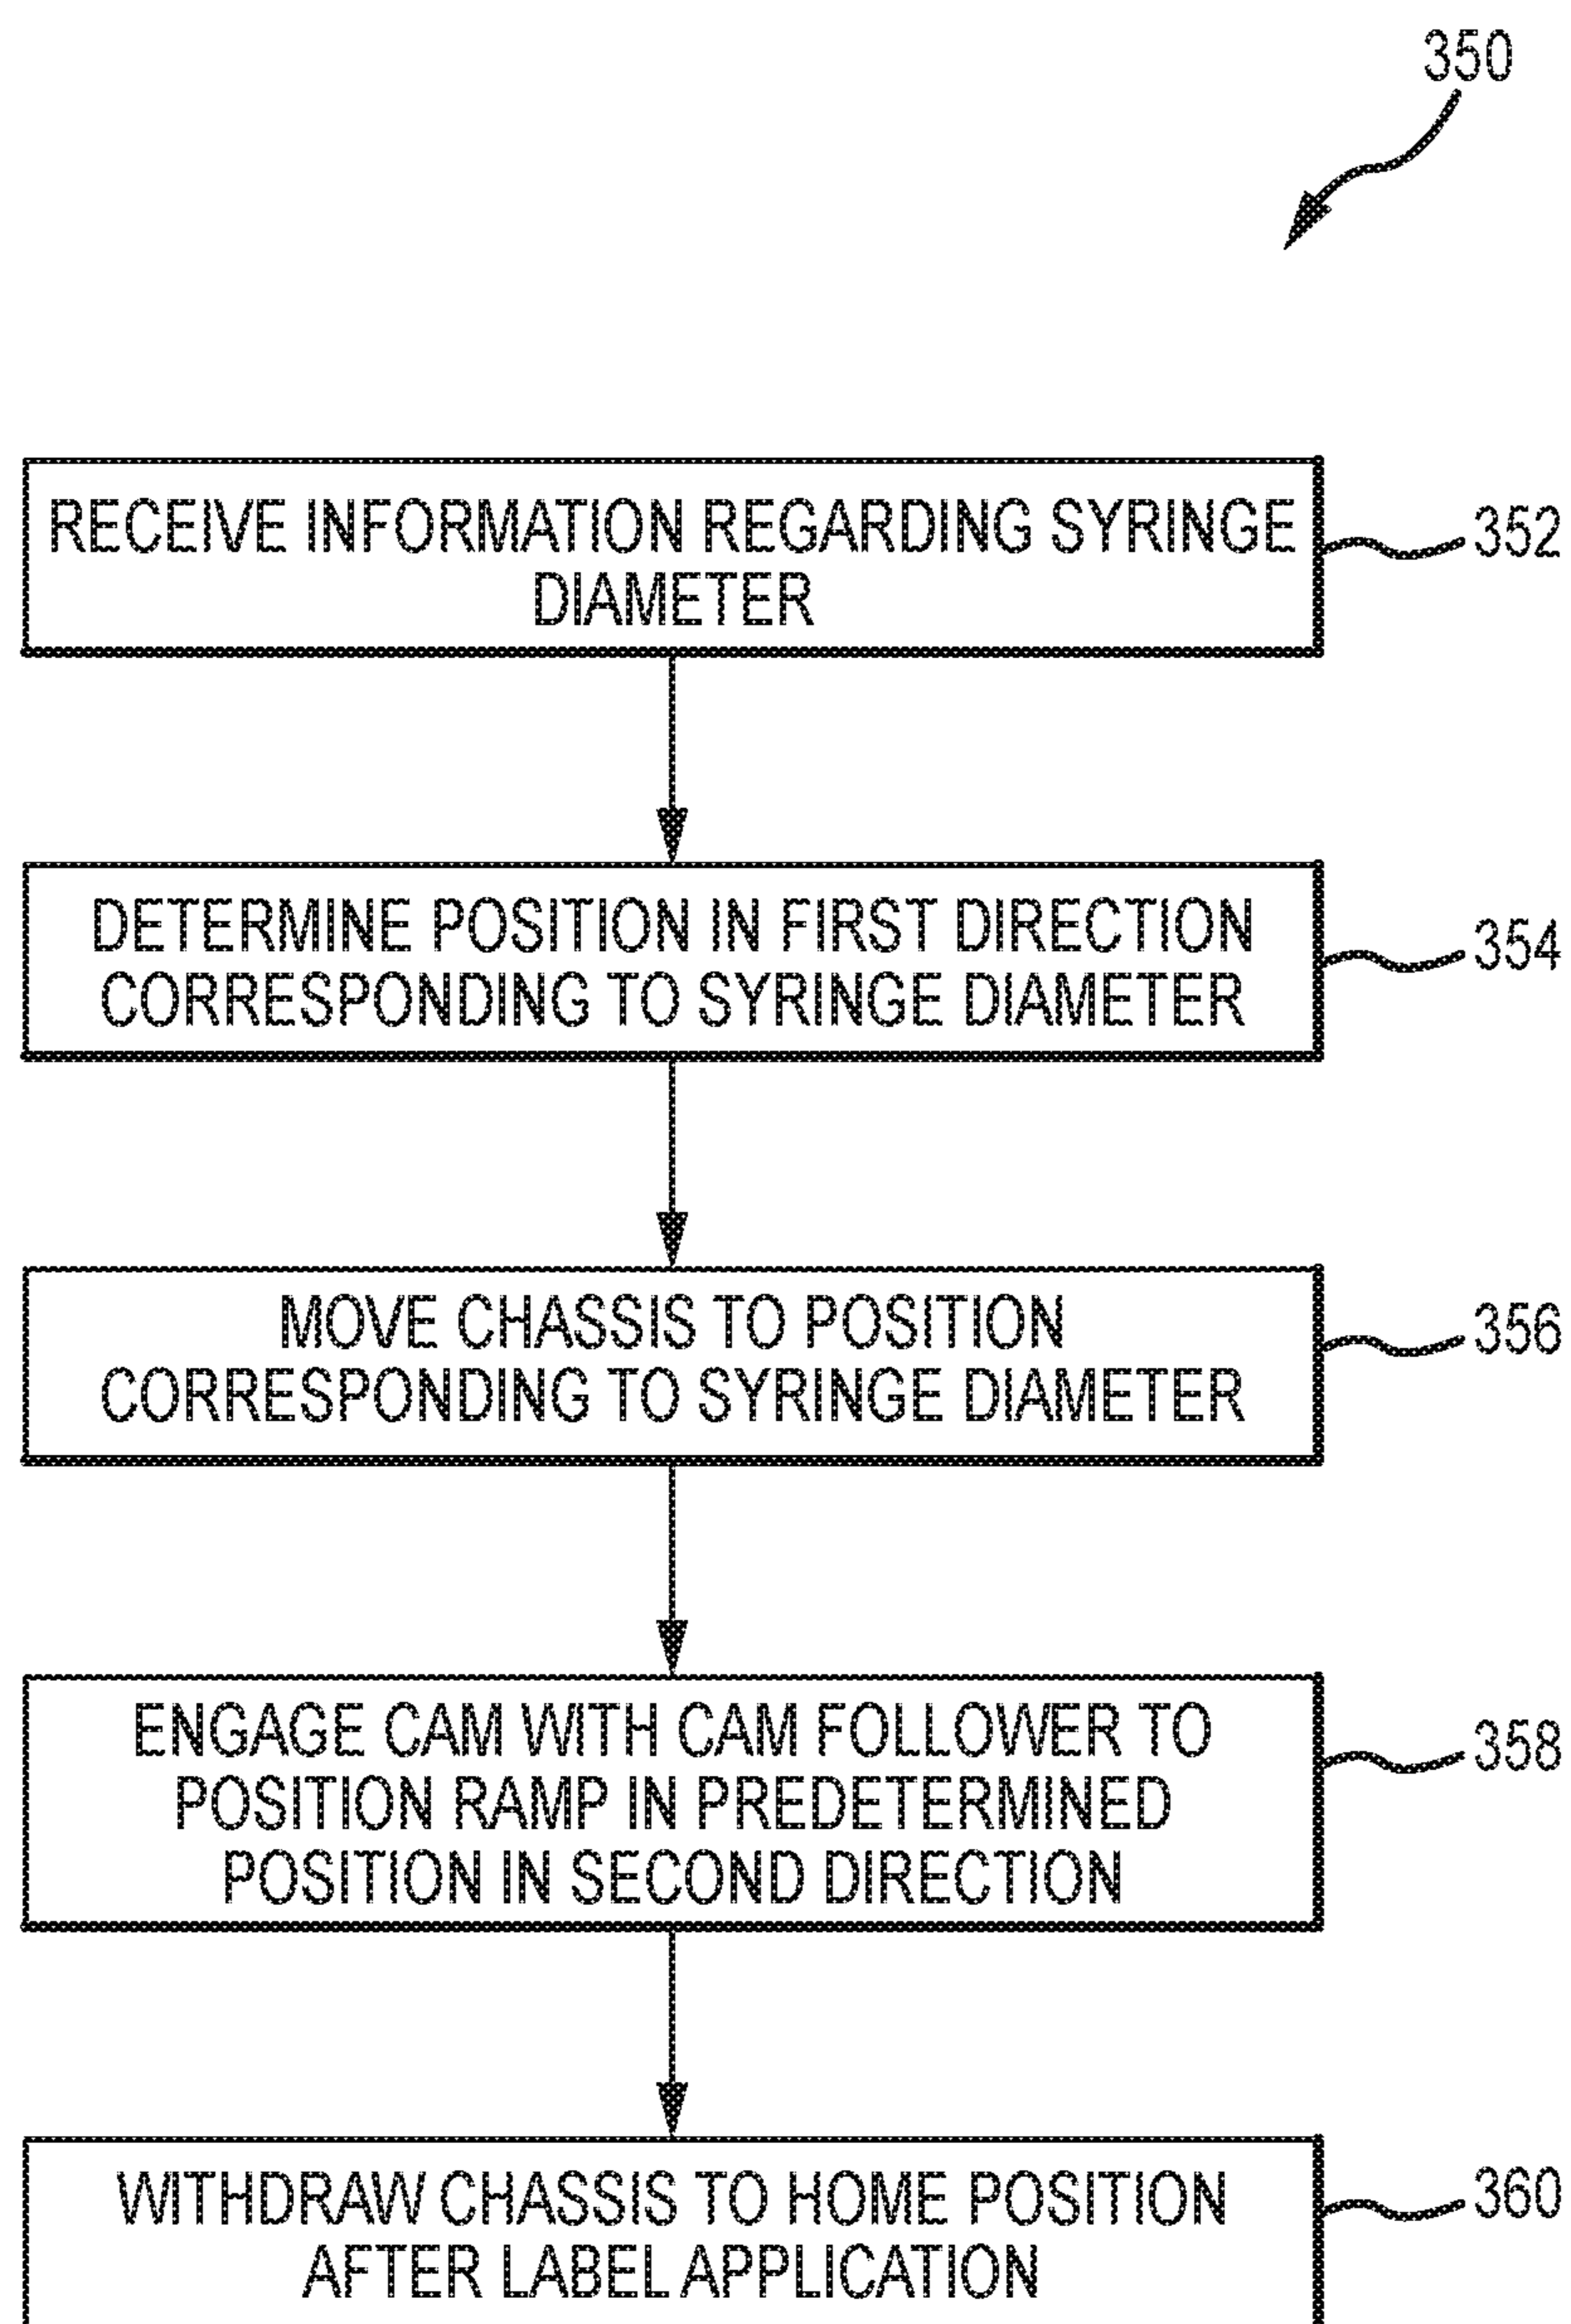 350
RECEIVE INFORMATION REGARDING SYRINGE
DIAMETER
352
DETERMINE POSITION IN FIRST DIRECTION
CORRESPONDING TO SYRINGE DIAMETER
354
MOVE CHASSIS TO POSITION
CORRESPONDING TO SYRINGE DIAMETER
356
ENGAGE CAM WITH CAM FOLLOWER TO
POSITION RAMP IN PREDETERMINED
POSITION IN SECOND DIRECTION
358
WITHDRAW CHASSIS TO HOME POSITION
AFTER LABEL APPLICATION
360